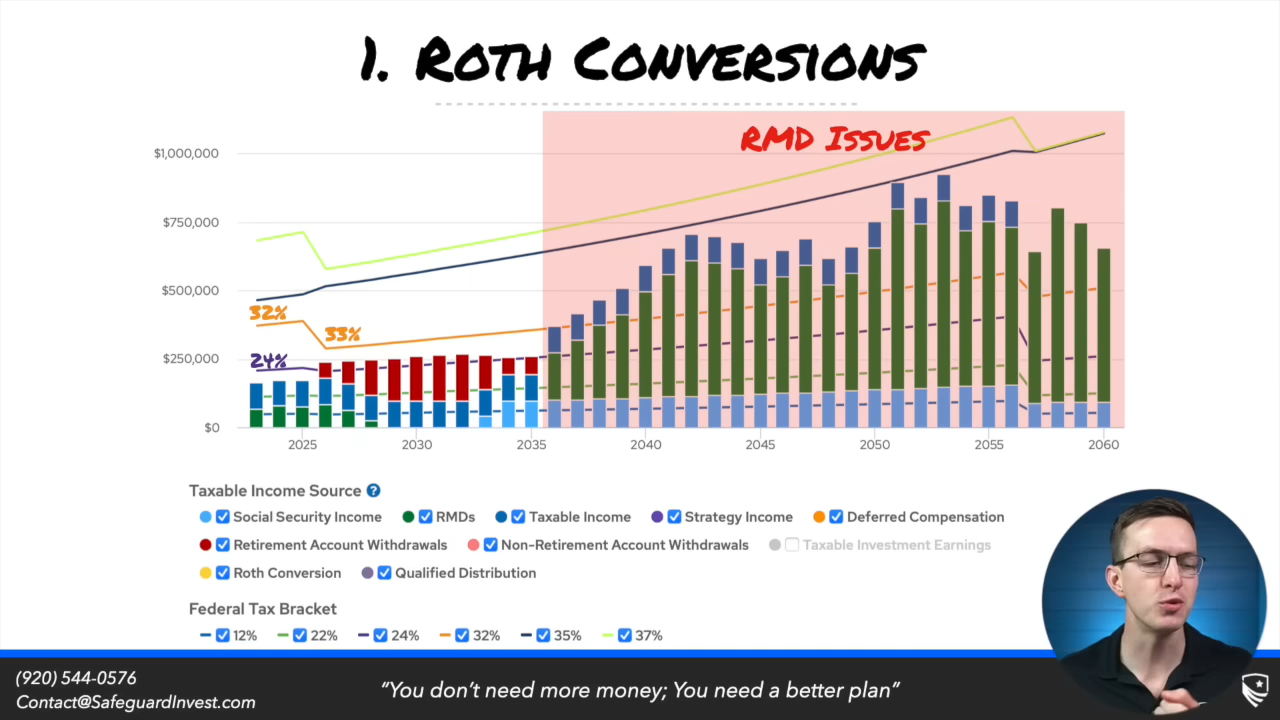 1. ROTH CONVERSIONS
RMD ISSUES
$1,000,000
$750,000
$500,000
$250,000
$0
32%
33%
24%
2025 2030 2035 2040 2045 2050 2055 2060
Taxable Income Source ?
Social Security Income RMDs Taxable Income Strategy Income Deferred Compensation
Retirement Account Withdrawals Non-Retirement Account Withdrawals Taxable Investment Earnings
Roth Conversion Qualified Distribution
Federal Tax Bracket
12% 22% 24% 32% 35% 37%
(920) 544-0576
Contact@SafeguardInvest.com
“You don’t need more money; You need a better plan”